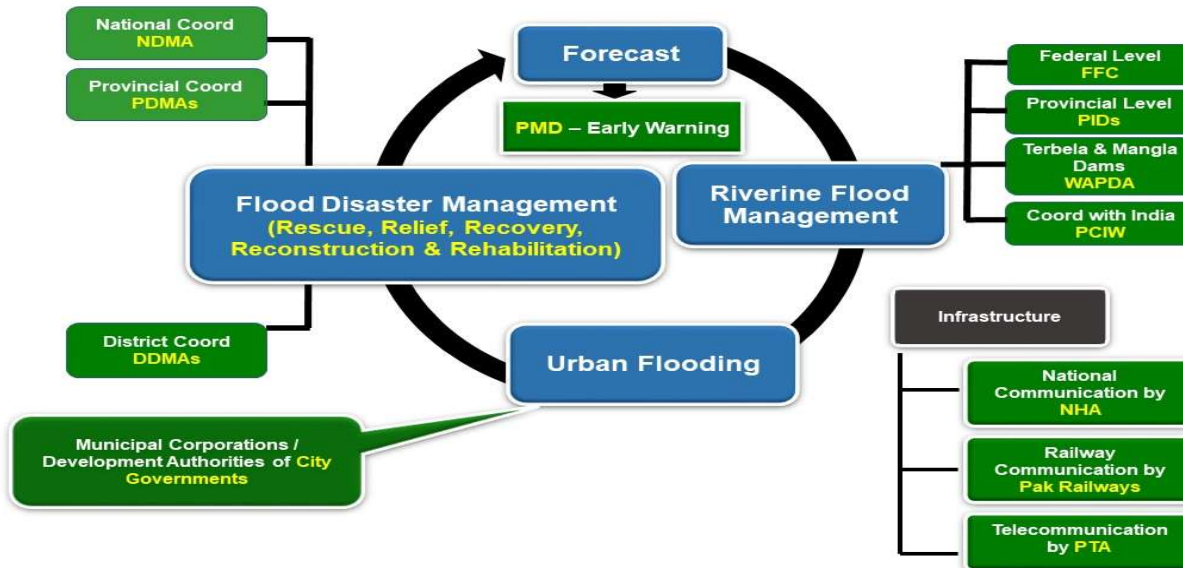 National Coord
NDMA
Provincial Coord
PDMAs
Forecast
PMD – Early Warning
Federal Level
FFC
Provincial Level
PIDs
Terbela & Mangla
Dams
WAPDA
Coord with India
PCIW
Flood Disaster Management
(Rescue, Relief, Recovery,
Reconstruction & Rehabilitation)
Riverine Flood
Management
District Coord
DDMAs
Urban Flooding
Municipal Corporations /
Development Authorities of City
Governments
Infrastructure
National
Communication by
NHA
Railway
Communication by
Pak Railways
Telecommunication
by PTA